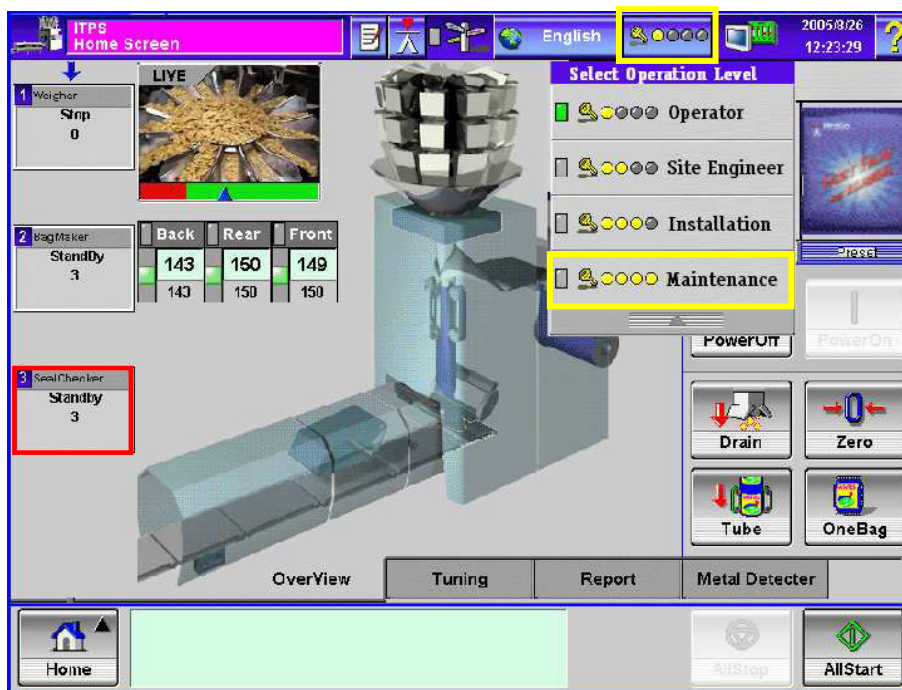 ITPS
Home Screen
English
2005/8/26
12:23:29
?
Select Operation Level
Operator
Site Engineer
Installation
Maintenance
1 Weigher
Stop
0
LIVE
2 BagMaker
StandBy
3
Back Rear Front
143 150 149
143 150 150
3 SealChecker
Standby
3
Preset
PowerOff
PowerOn
Drain
Zero
Tube
OneBag
OverView
Tuning
Report
Metal Detecter
Home
AllStop
AllStart